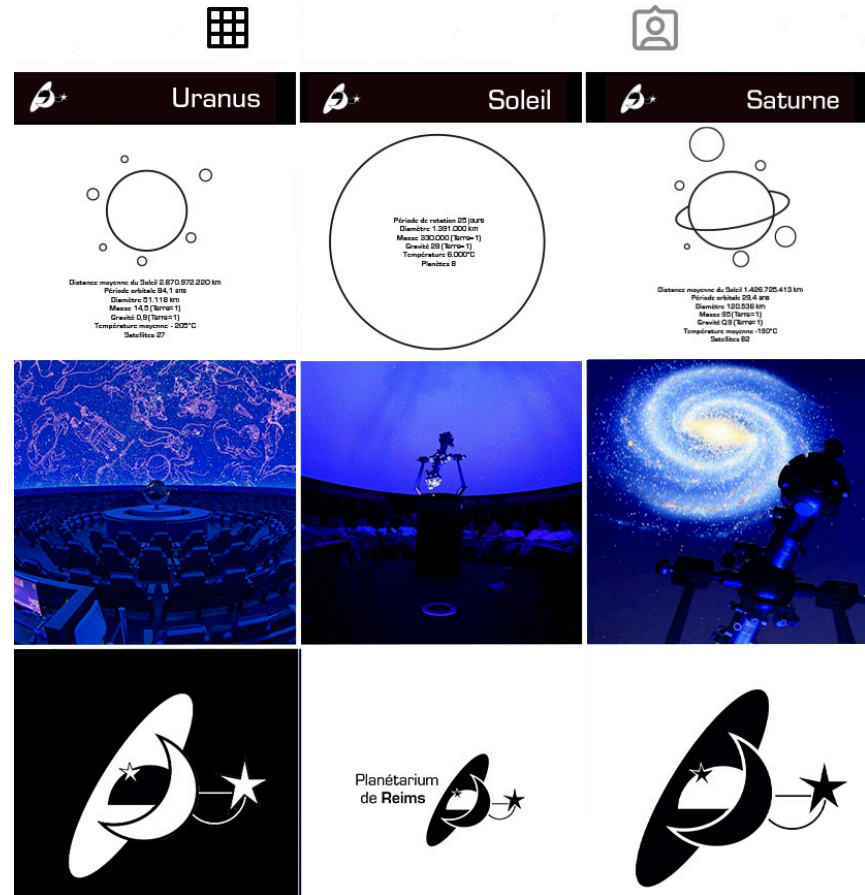 Uranus
Distance moyenne du Soleil 2.870.972.220 km
Période orbitale 84,1 ans
Diamètre 51.118 km
Masse 14,5 (Terre=1)
Gravité 0,9 (Terre=1)
Température moyenne - 205°C
Satellites 27
Soleil
Période de rotation 25 jours
Diamètre 1.391.000 km
Masse 330.000 (Terre=1)
Gravité 28 (Terre=1)
Température 6.000°C
Planètes 8
Saturne
Distance moyenne du Soleil 1.426.725.413 km
Période orbitale 29,4 ans
Diamètre 120.536 km
Masse 95 (Terre=1)
Gravité 0,9 (Terre=1)
Température moyenne -190°C
Satellites 82
Planétarium
de Reims